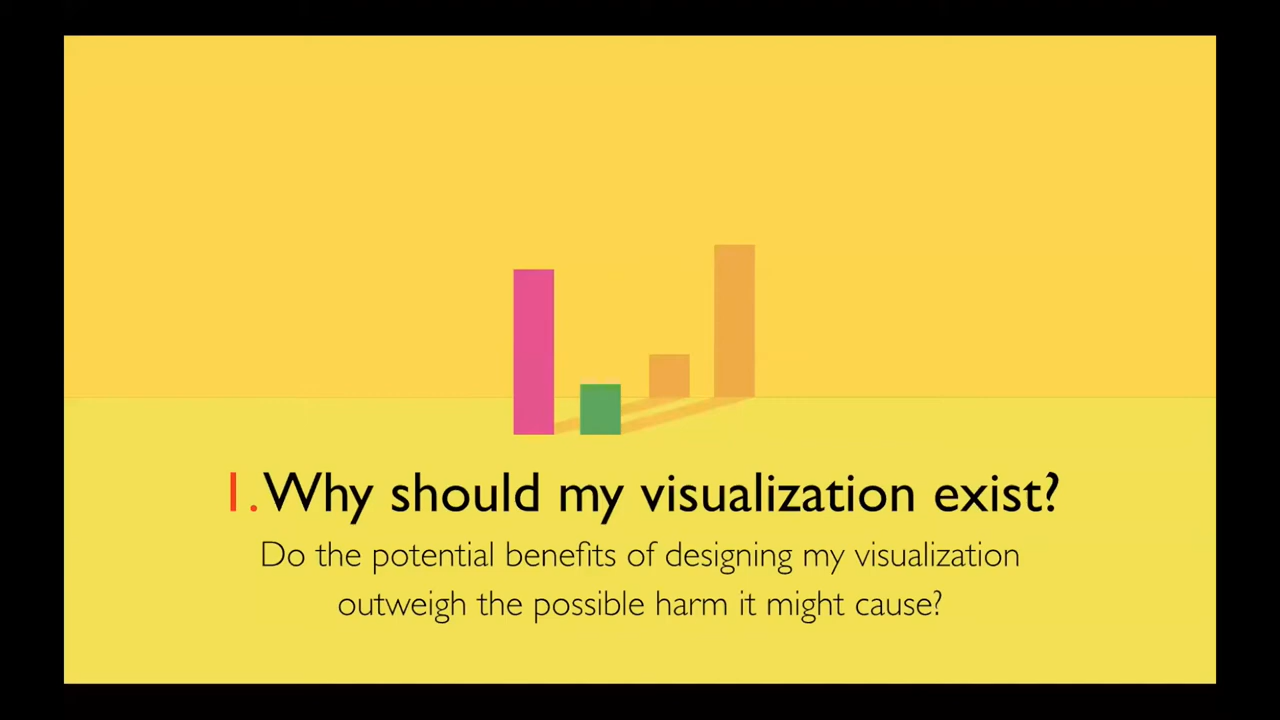 1. Why should my visualization exist?
Do the potential benefits of designing my visualization
outweigh the possible harm it might cause?